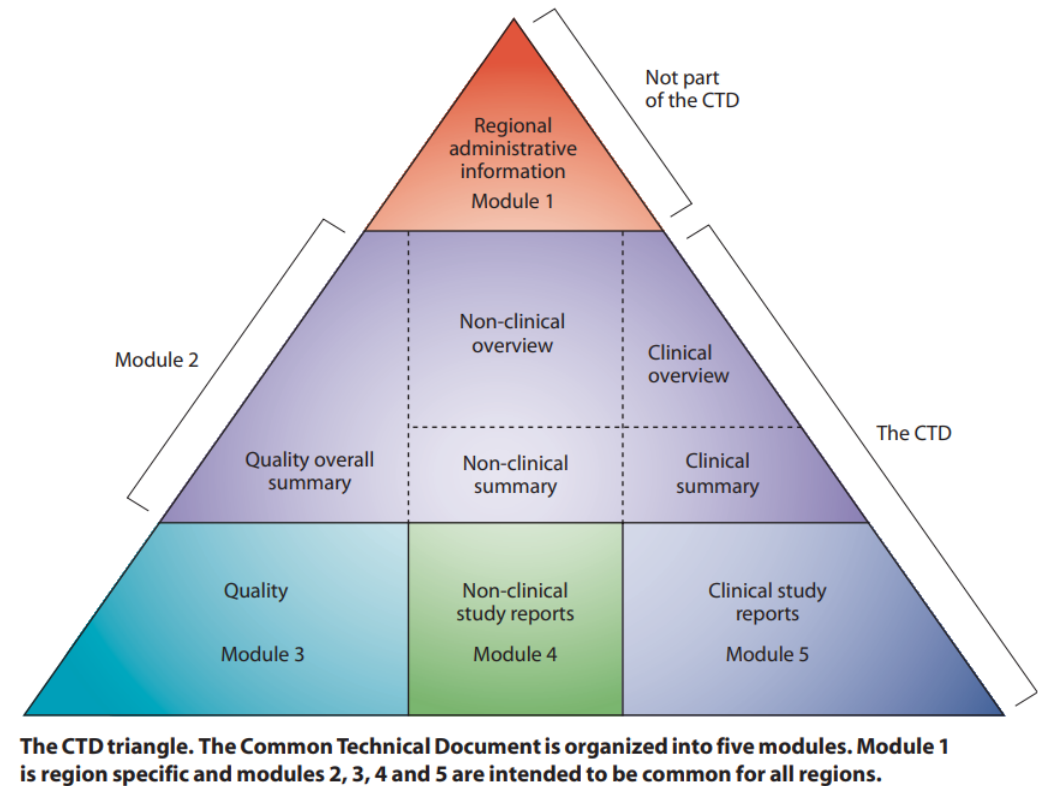 Not part
of the CTD
Regional
administrative
information
Module 1
Module 2
Non-clinical
overview
Clinical
overview
The CTD
Quality overall
summary
Non-clinical
summary
Clinical
summary
Quality
Module 3
Non-clinical
study reports
Module 4
Clinical study
reports
Module 5
The CTD triangle. The Common Technical Document is organized into five modules. Module 1
is region specific and modules 2, 3, 4 and 5 are intended to be common for all regions.